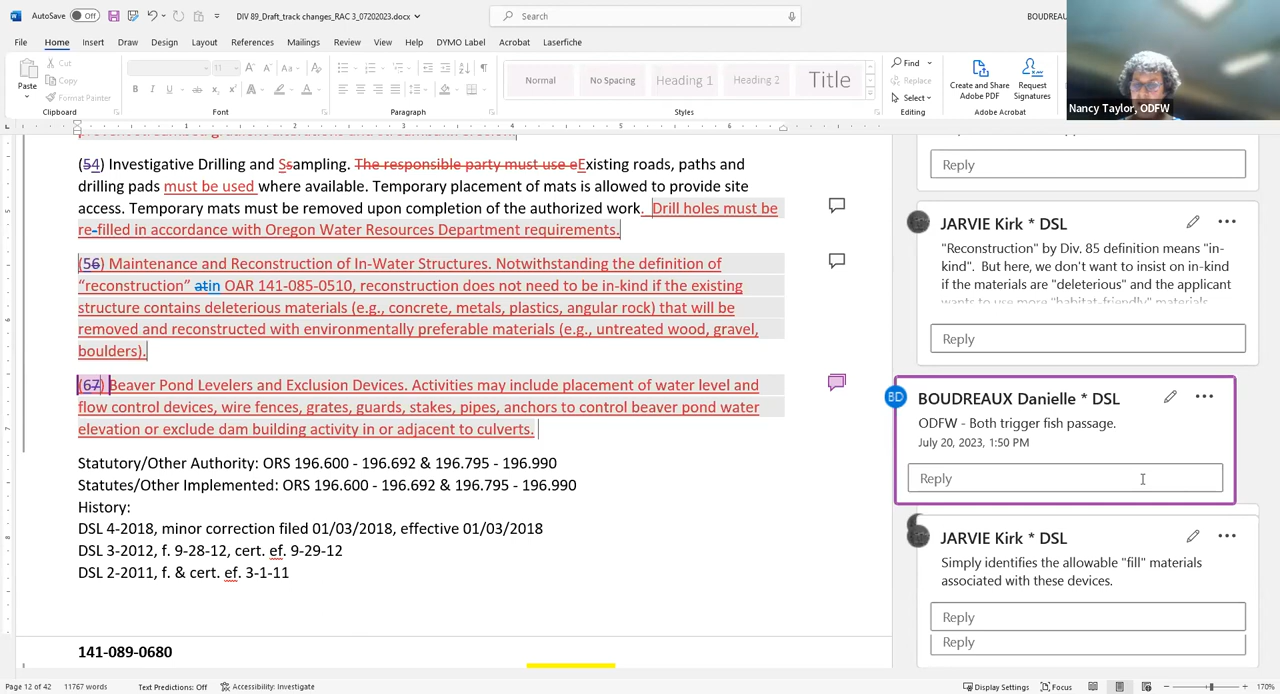 AutoSave Off
DIV 89_Draft_track changes_RAC 3_07202023.docx
Search
BOUDREAU
File Home Insert Draw Design Layout References Mailings Review View Help DYMO Label Acrobat Laserfiche
Paste
Cut
Copy
Format Painter
Clipboard
11
Font
Paragraph
Normal
No Spacing
Heading 1
Heading 2
Title
Styles
Find
Replace
Select
Editing
Create and Share Adobe PDF
Request Signatures
Adobe Acrobat
Nancy Taylor, ODFW
(54) Investigative Drilling and Ssampling. The responsible party must use eExisting roads, paths and
drilling pads must be used where available. Temporary placement of mats is allowed to provide site
access. Temporary mats must be removed upon completion of the authorized work. Drill holes must be
re-filled in accordance with Oregon Water Resources Department requirements.
(56) Maintenance and Reconstruction of In-Water Structures. Notwithstanding the definition of
“reconstruction” atin OAR 141-085-0510, reconstruction does not need to be in-kind if the existing
structure contains deleterious materials (e.g., concrete, metals, plastics, angular rock) that will be
removed and reconstructed with environmentally preferable materials (e.g., untreated wood, gravel,
boulders).
(67) Beaver Pond Levelers and Exclusion Devices. Activities may include placement of water level and
flow control devices, wire fences, grates, guards, stakes, pipes, anchors to control beaver pond water
elevation or exclude dam building activity in or adjacent to culverts.
Statutory/Other Authority: ORS 196.600 - 196.692 & 196.795 - 196.990
Statutes/Other Implemented: ORS 196.600 - 196.692 & 196.795 - 196.990
History:
DSL 4-2018, minor correction filed 01/03/2018, effective 01/03/2018
DSL 3-2012, f. 9-28-12, cert. ef. 9-29-12
DSL 2-2011, f. & cert. ef. 3-1-11
141-089-0680
Reply
JARVIE Kirk * DSL
"Reconstruction" by Div. 85 definition means "in-
kind". But here, we don't want to insist on in-kind
if the materials are "deleterious" and the applicant
wants to use more "habitat-friendly" materials
Reply
BD
BOUDREAUX Danielle * DSL
ODFW - Both trigger fish passage.
July 20, 2023, 1:50 PM
Reply
JARVIE Kirk * DSL
Simply identifies the allowable "fill" materials
associated with these devices.
Reply
Reply
Page 12 of 42 11767 words Text Predictions: Off Accessibility: Investigate
Display Settings Focus 170%